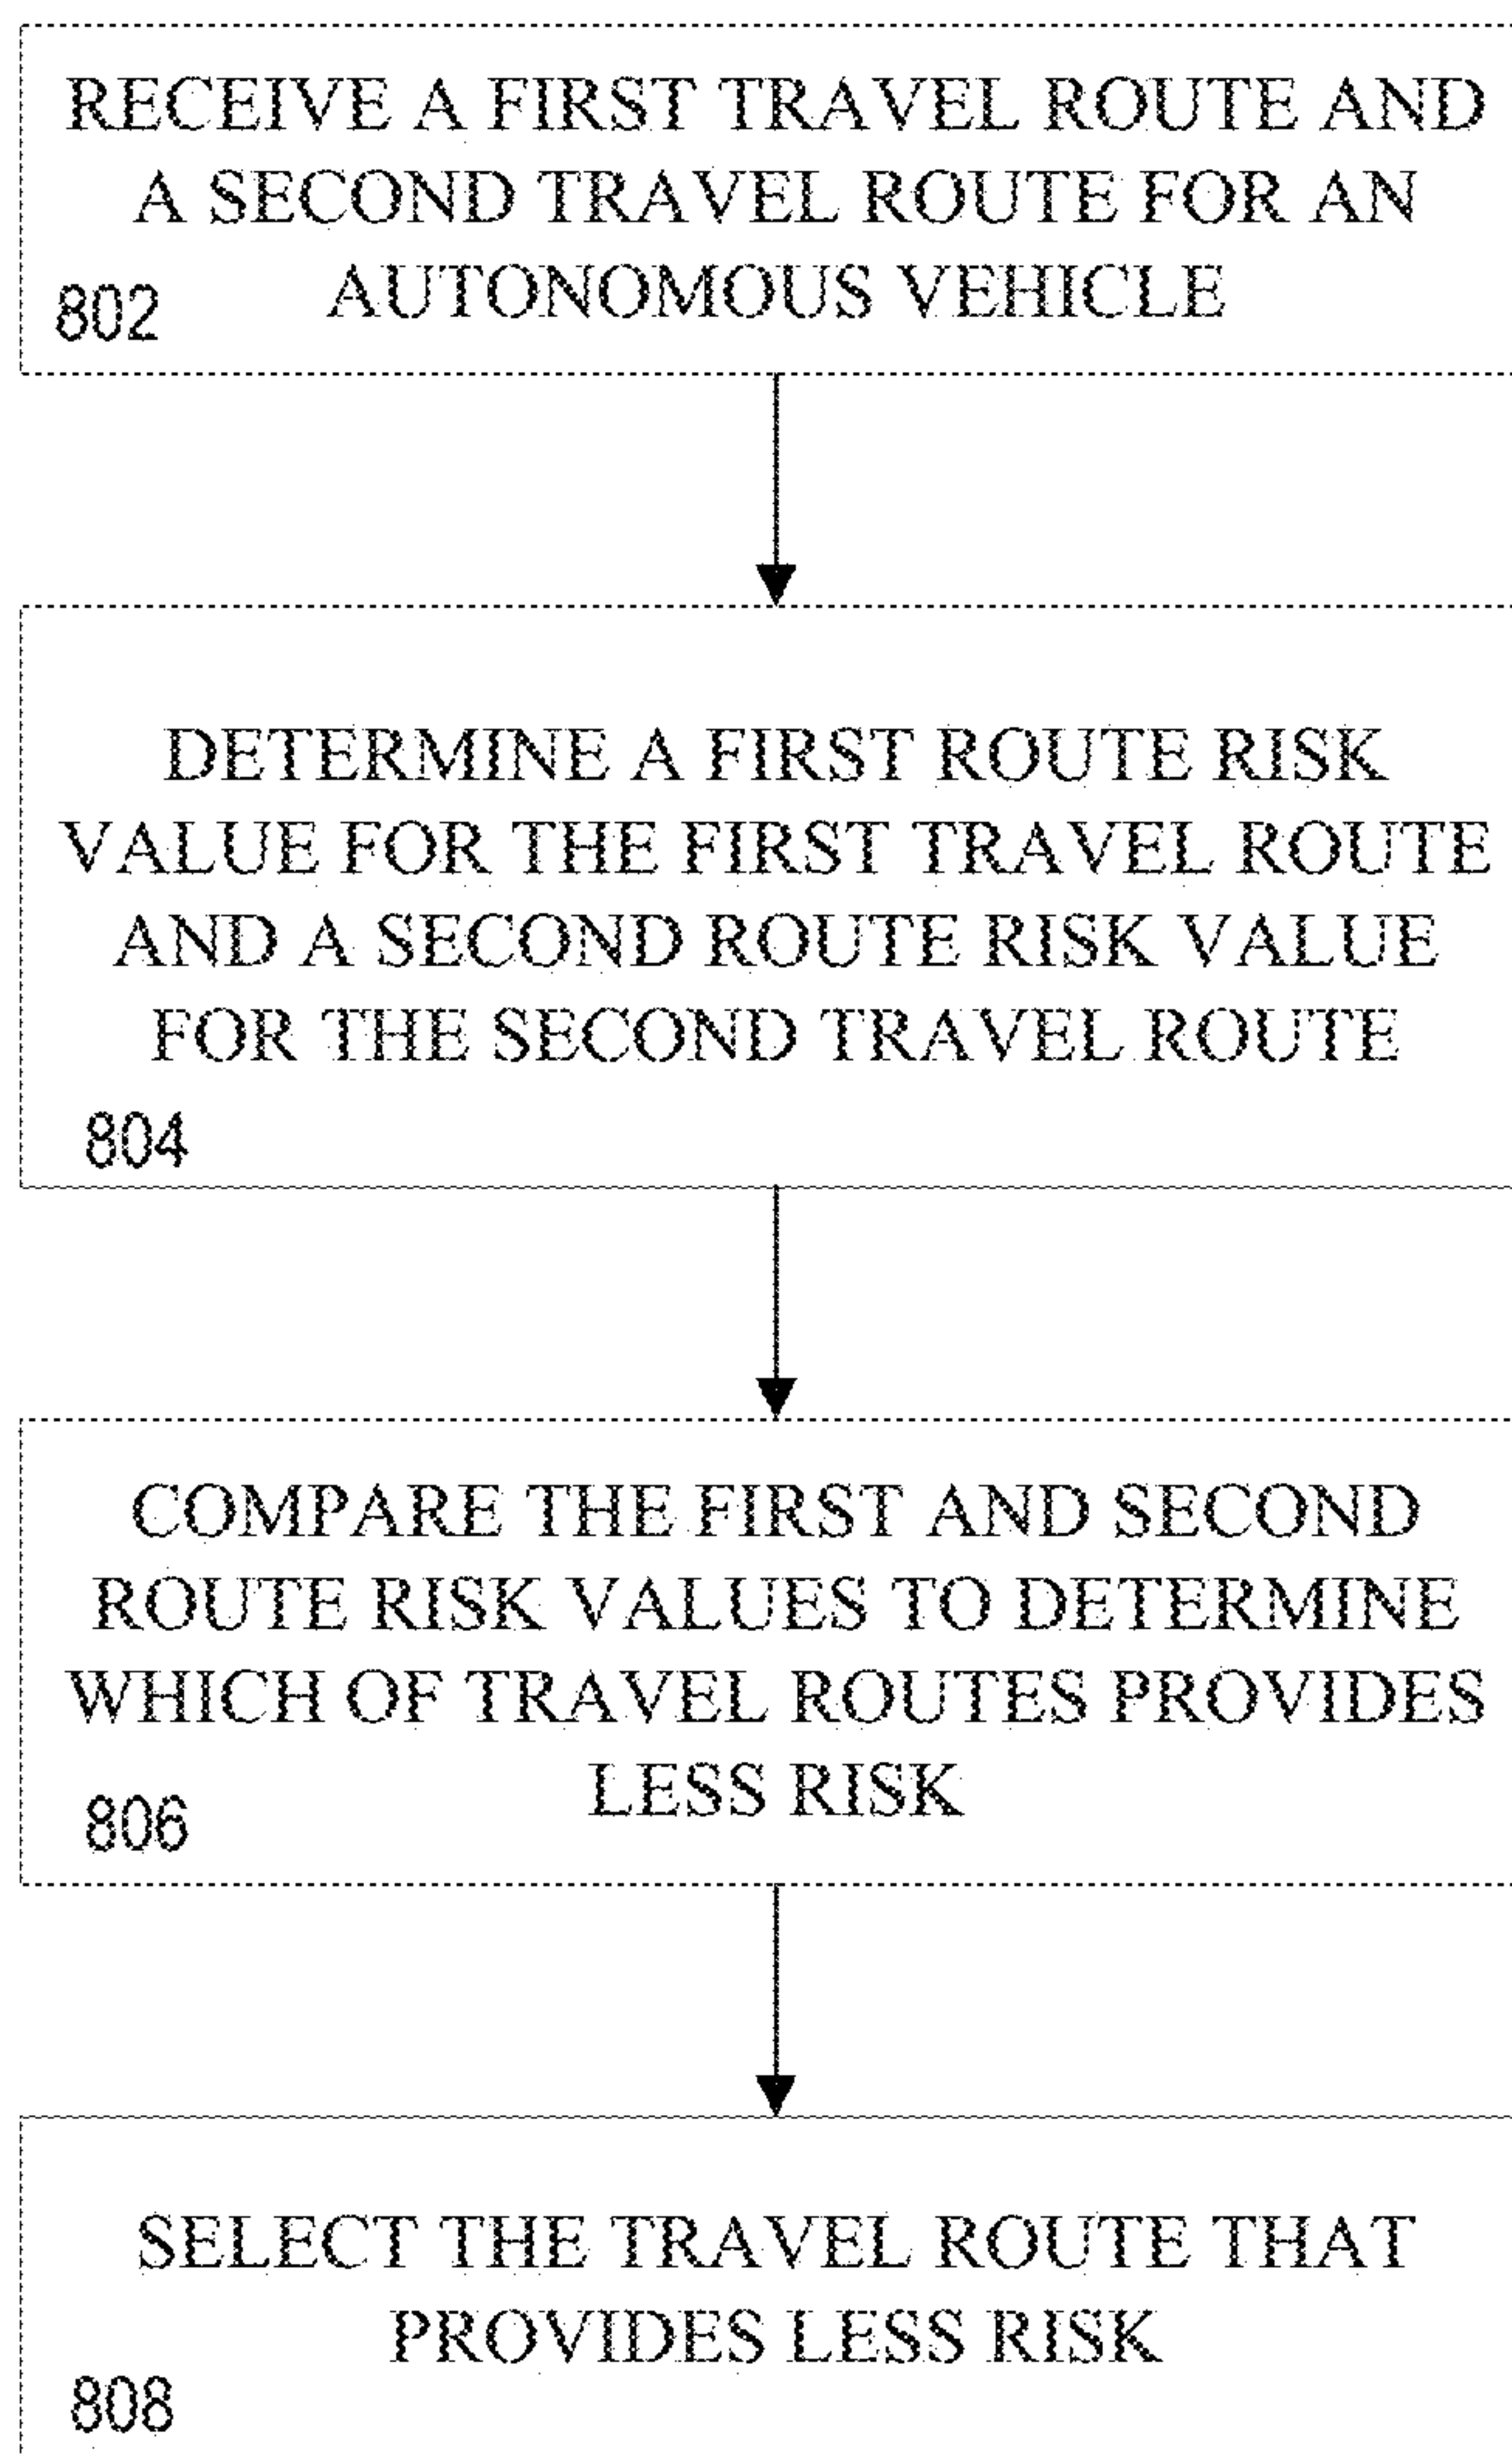 RECEIVE A FIRST TRAVEL ROUTE AND
A SECOND TRAVEL ROUTE FOR AN
AUTONOMOUS VEHICLE
802
DETERMINE A FIRST ROUTE RISK
VALUE FOR THE FIRST TRAVEL ROUTE
AND A SECOND ROUTE RISK VALUE
FOR THE SECOND TRAVEL ROUTE
804
COMPARE THE FIRST AND SECOND
ROUTE RISK VALUES TO DETERMINE
WHICH OF TRAVEL ROUTES PROVIDES
LESS RISK
806
SELECT THE TRAVEL ROUTE THAT
PROVIDES LESS RISK
808